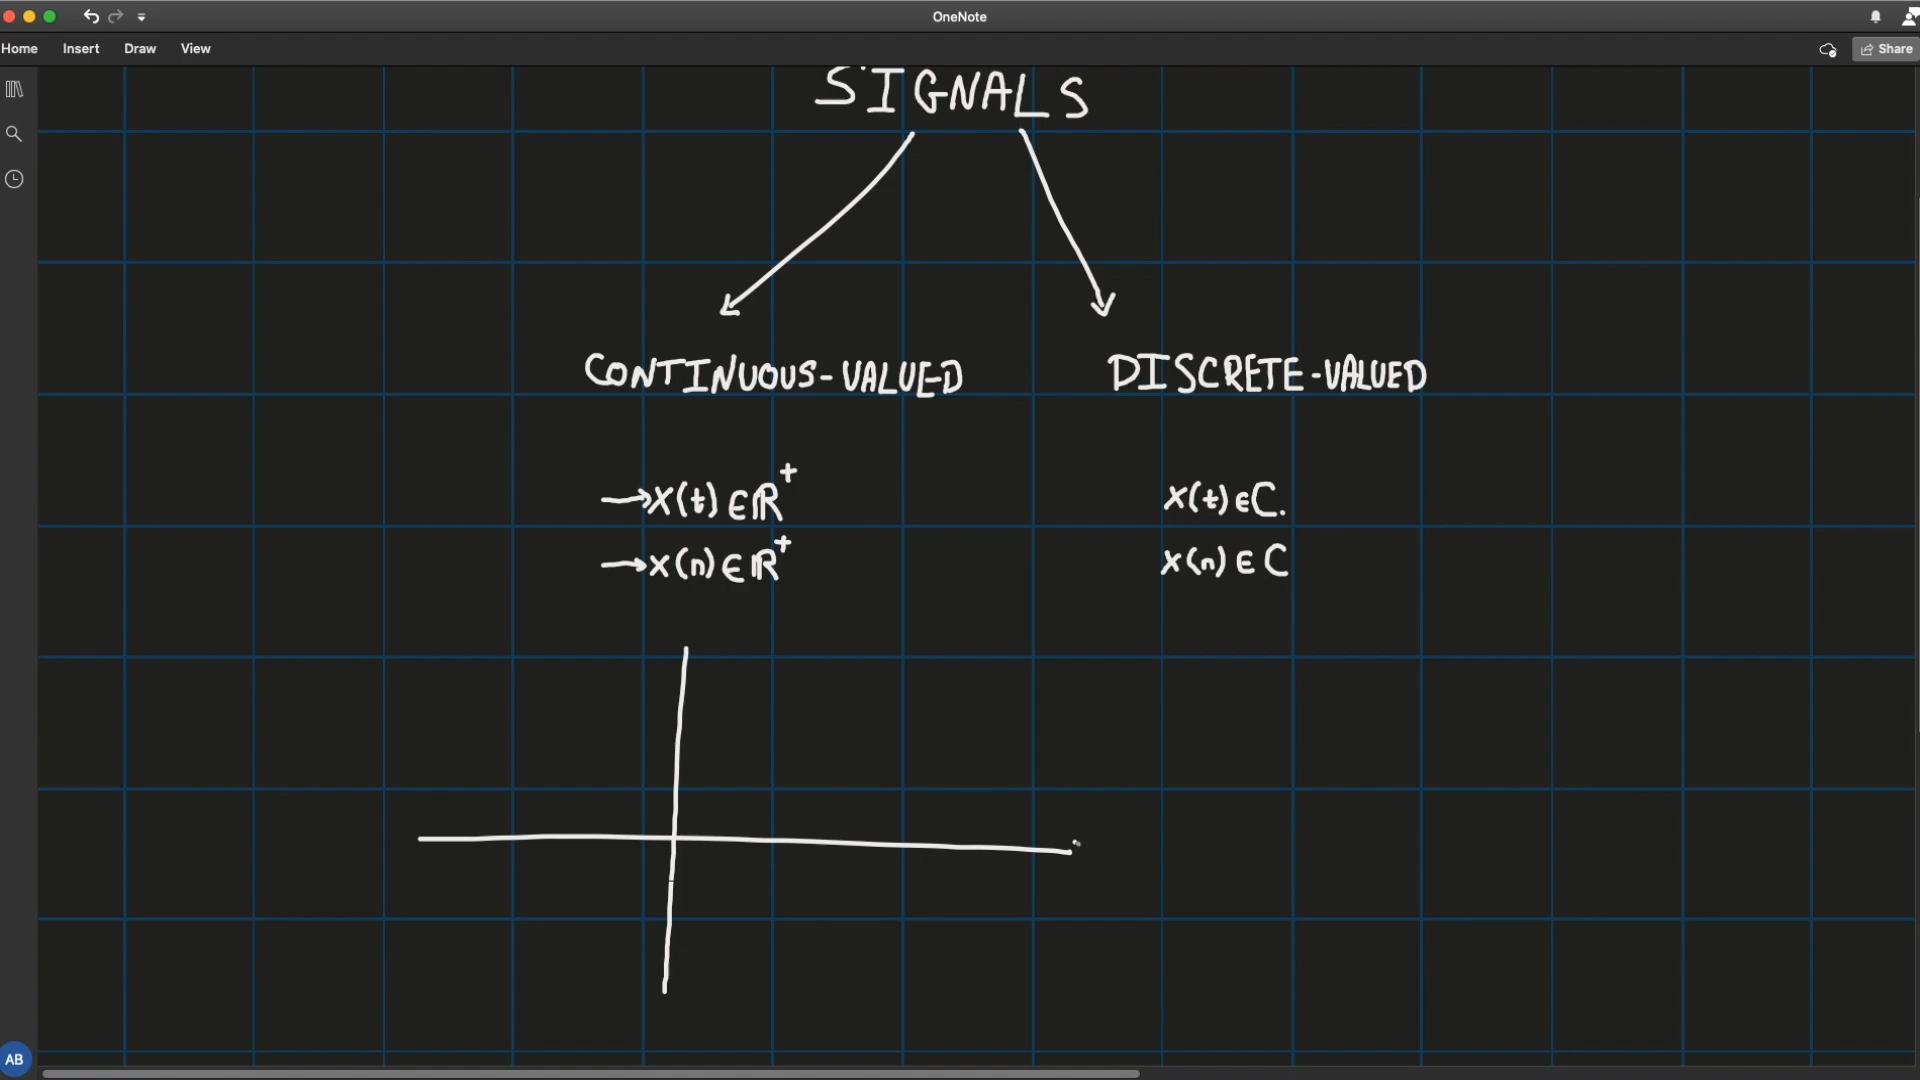 OneNote
Home Insert Draw View Share
SIGNALS
CONTINUOUS-VALUED DISCRETE-VALUED
→x(t)∈ℝ⁺ x(t)∈C.
→x(n)∈ℝ⁺ x(n)∈C
AB